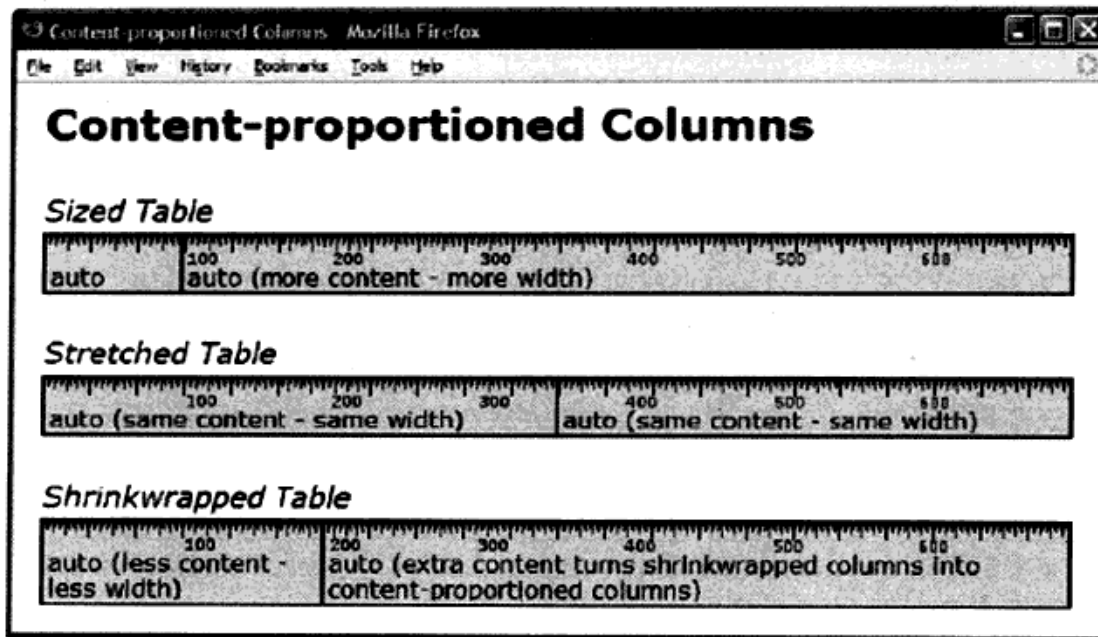 Content-proportioned Columns Mozilla Firefox
File Edit View History Bookmarks Tools Help
Content-proportioned Columns
Sized Table
100 200 300 400 500 600
auto auto (more content - more width)
Stretched Table
100 200 300 400 500 600
auto (same content - same width) auto (same content - same width)
Shrinkwrapped Table
100 200 300 400 500 600
auto (less content - auto (extra content turns shrinkwrapped columns into
less width) content-proportioned columns)